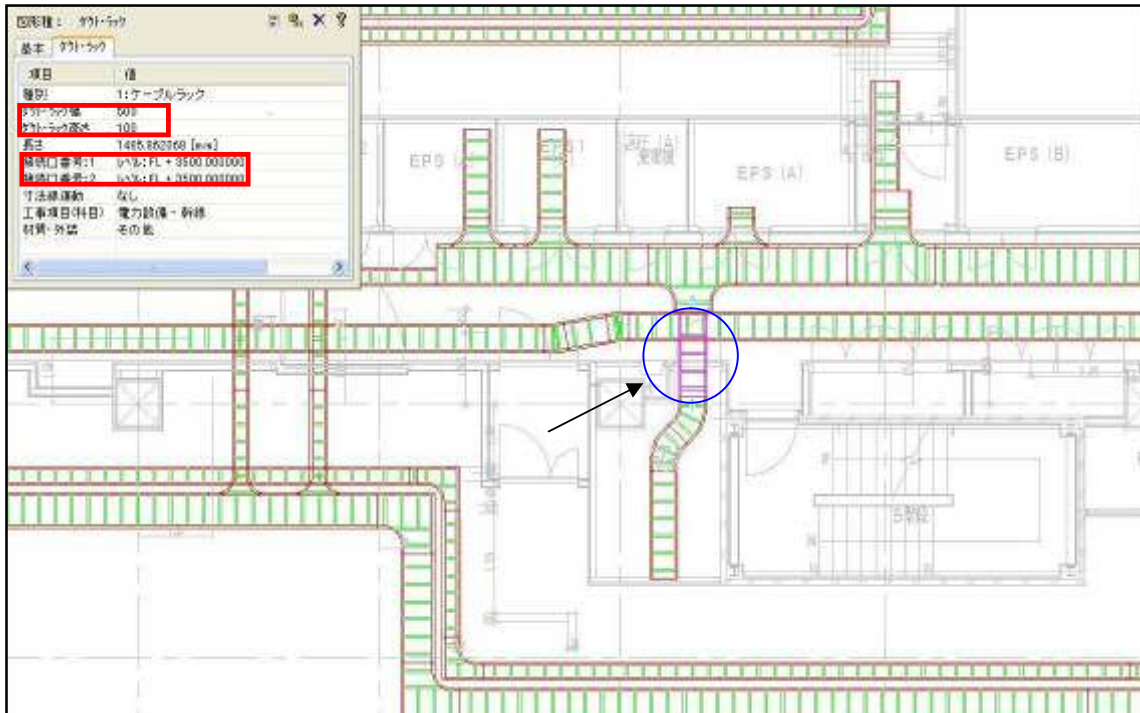 図形種： ダクト・ラック
基本 ダクト・ラック
項目 値
種別 1:ケーブルラック
ダクト・ラック幅 500
ダクト・ラック高さ 100
長さ [mm]
接続口番号:1 レベル:FL + 3500.000000
接続口番号:2 レベル:FL + 3500.000000
寸法線連動 なし
工事項目(科目) 電力設備 - 幹線
材質・外装 その他
EPS
EPS
EPS (A)
EPS (B)